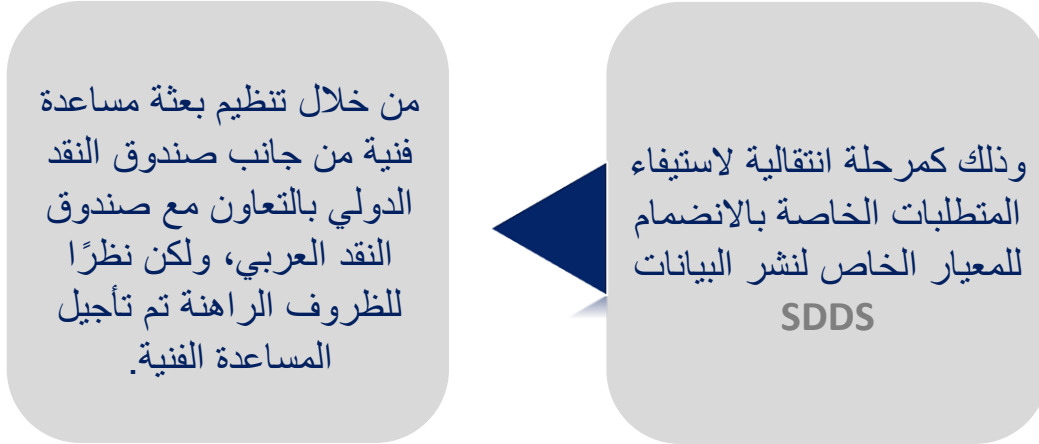 وذلك كمرحلة انتقالية لاستيفاء
المتطلبات الخاصة بالانضمام
للمعيار الخاص لنشر البيانات
SDDS
من خلال تنظيم بعثة مساعدة
فنية من جانب صندوق النقد
الدولي بالتعاون مع صندوق
النقد العربي، ولكن نظرًا
للظروف الراهنة تم تأجيل
المساعدة الفنية.